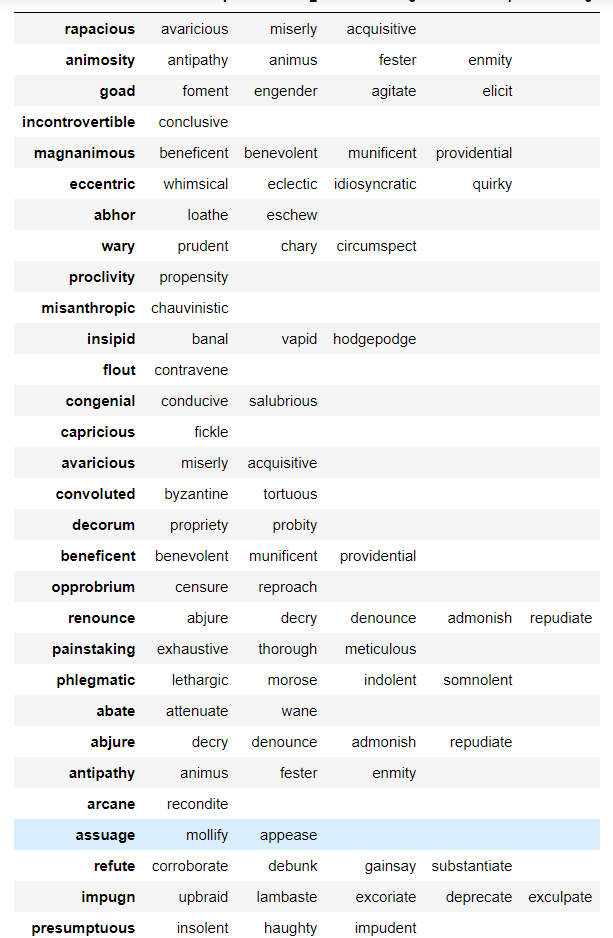 rapacious avaricious miserly acquisitive
animosity antipathy animus fester enmity
goad foment engender agitate elicit
incontrovertible conclusive
magnanimous beneficent benevolent munificent providential
eccentric whimsical eclectic idiosyncratic quirky
abhor loathe eschew
wary prudent chary circumspect
proclivity propensity
misanthropic chauvinistic
insipid banal vapid hodgepodge
flout contravene
congenial conducive salubrious
capricious fickle
avaricious miserly acquisitive
convoluted byzantine tortuous
decorum propriety probity
beneficent benevolent munificent providential
opprobrium censure reproach
renounce abjure decry denounce admonish repudiate
painstaking exhaustive thorough meticulous
phlegmatic lethargic morose indolent somnolent
abate attenuate wane
abjure decry denounce admonish repudiate
antipathy animus fester enmity
arcane recondite
assuage mollify appease
refute corroborate debunk gainsay substantiate
impugn upbraid lambaste excoriate deprecate exculpate
presumptuous insolent haughty impudent